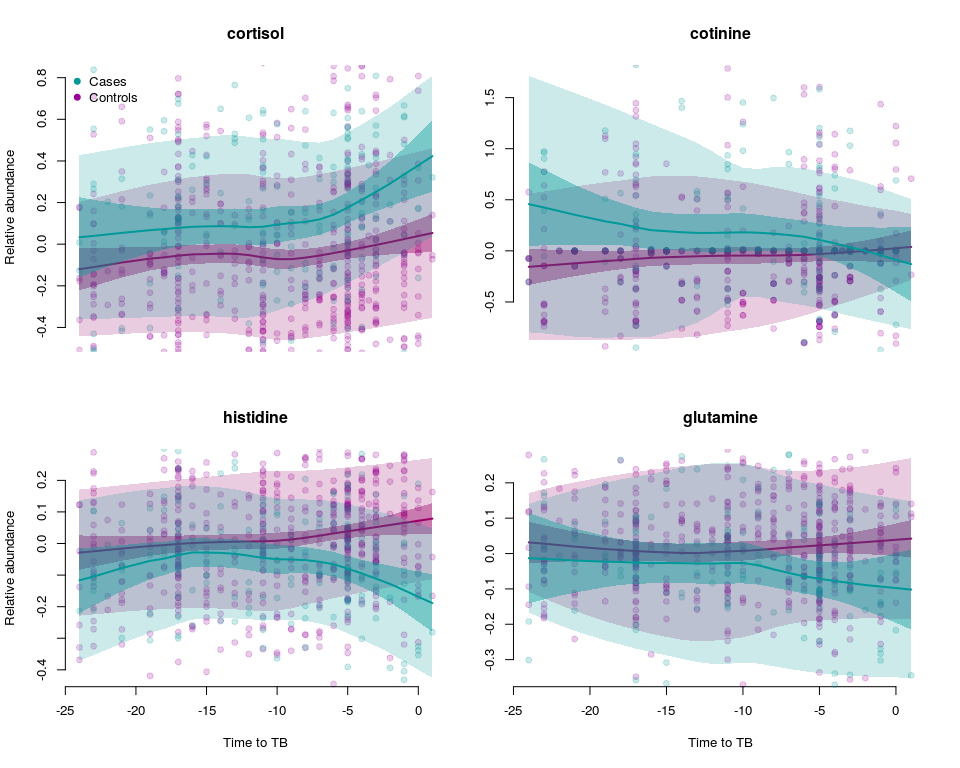 cortisol
cotinine
Relative abundance
0.8
0.6
0.4
0.2
0.0
-0.2
-0.4
Cases
Controls
1.5
1.0
0.5
0.0
-0.5
histidine
glutamine
Relative abundance
0.2
0.1
0.0
-0.2
-0.4
0.2
0.1
0.0
-0.1
-0.2
-0.3
-25 -20 -15 -10 -5 0
-25 -20 -15 -10 -5 0
Time to TB
Time to TB